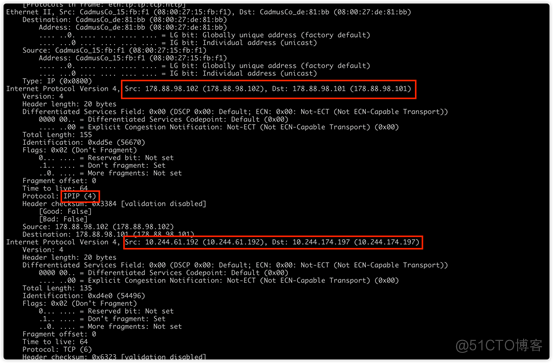 [Protocols in frame: eth:ip:ip:tcp:http]
Ethernet II, Src: CadmusCo_15:fb:f1 (08:00:27:15:fb:f1), Dst: CadmusCo_de:81:bb (08:00:27:de:81:bb)
Destination: CadmusCo_de:81:bb (08:00:27:de:81:bb)
Address: CadmusCo_de:81:bb (08:00:27:de:81:bb)
.... ..0. .... .... .... .... = LG bit: Globally unique address (factory default)
.... ...0 .... .... .... .... = IG bit: Individual address (unicast)
Source: CadmusCo_15:fb:f1 (08:00:27:15:fb:f1)
Address: CadmusCo_15:fb:f1 (08:00:27:15:fb:f1)
.... ..0. .... .... .... .... = LG bit: Globally unique address (factory default)
.... ...0 .... .... .... .... = IG bit: Individual address (unicast)
Type: IP (0x0800)
Internet Protocol Version 4, Src: 178.88.98.102 (178.88.98.102), Dst: 178.88.98.101 (178.88.98.101)
Version: 4
Header length: 20 bytes
Differentiated Services Field: 0x00 (DSCP 0x00: Default; ECN: 0x00: Not-ECT (Not ECN-Capable Transport))
0000 00.. = Differentiated Services Codepoint: Default (0x00)
.... ..00 = Explicit Congestion Notification: Not-ECT (Not ECN-Capable Transport) (0x00)
Total Length: 155
Identification: 0xdd5e (56670)
Flags: 0x02 (Don't Fragment)
0... .... = Reserved bit: Not set
.1.. .... = Don't fragment: Set
..0. .... = More fragments: Not set
Fragment offset: 0
Time to live: 64
Protocol: IPIP (4)
Header checksum: 0x3384 [validation disabled]
[Good: False]
[Bad: False]
Source: 178.88.98.102 (178.88.98.102)
Destination: 178.88.98.101 (178.88.98.101)
Internet Protocol Version 4, Src: 10.244.61.192 (10.244.61.192), Dst: 10.244.174.197 (10.244.174.197)
Version: 4
Header length: 20 bytes
Differentiated Services Field: 0x00 (DSCP 0x00: Default; ECN: 0x00: Not-ECT (Not ECN-Capable Transport))
0000 00.. = Differentiated Services Codepoint: Default (0x00)
.... ..00 = Explicit Congestion Notification: Not-ECT (Not ECN-Capable Transport) (0x00)
Total Length: 135
Identification: 0xd4e0 (54496)
Flags: 0x02 (Don't Fragment)
0... .... = Reserved bit: Not set
.1.. .... = Don't fragment: Set
..0. .... = More fragments: Not set
Fragment offset: 0
Time to live: 64
Protocol: TCP (6)
Header checksum: 0x6323 [validation disabled]
@51CTO博客